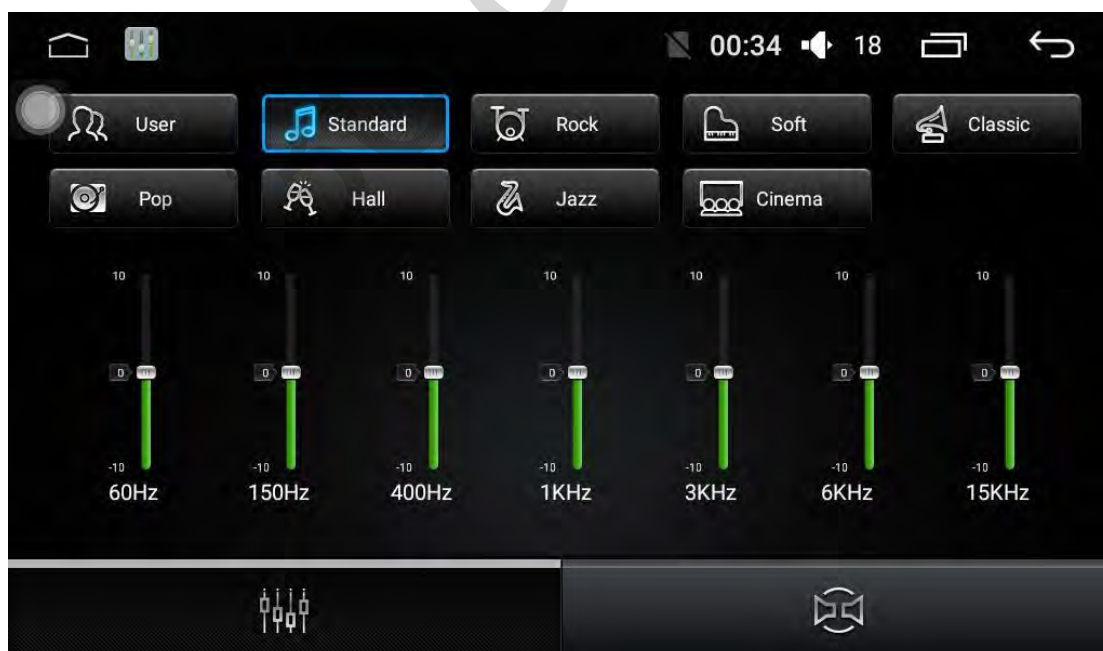 00:34 18
User Standard Rock Soft Classic
Pop Hall Jazz Cinema
10 10 10 10 10 10 10
0 0 0 0 0 0 0
-10 -10 -10 -10 -10 -10 -10
60Hz 150Hz 400Hz 1KHz 3KHz 6KHz 15KHz